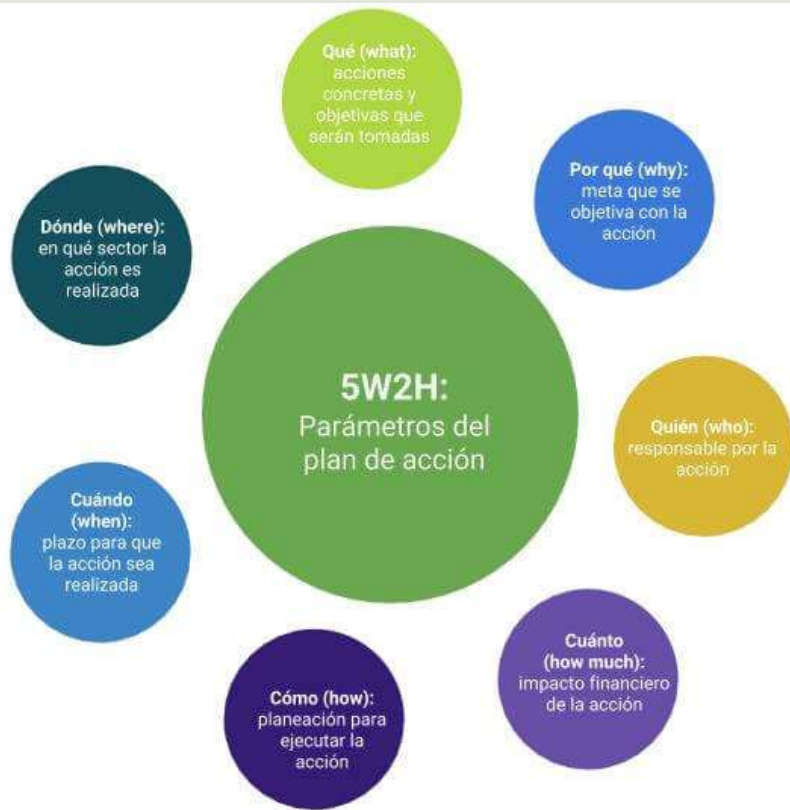 Qué (what):
acciones
concretas y
objetivas que
serán tomadas
Por qué (why):
meta que se
objetiva con la
acción
Dónde (where):
en qué sector la
acción es
realizada
5W2H:
Parámetros del
plan de acción
Quién (who):
responsable por la
acción
Cuándo
(when):
plazo para que
la acción sea
realizada
Cuánto
(how much):
impacto financiero
de la acción
Cómo (how):
planeación para
ejecutar la
acción